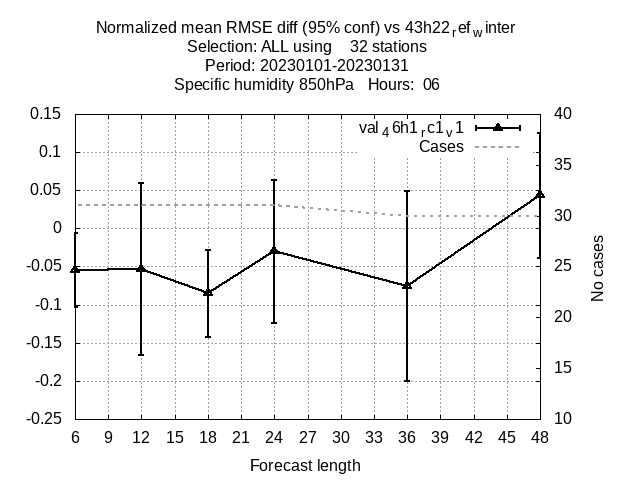 Normalized mean RMSE diff (95% conf) vs 43h22ref winter
Selection: ALL using 32 stations
Period: 20230101-20230131
Specific humidity 850hPa Hours: 06
val46h1rc1v1
Cases
0.15
0.1
0.05
0
-0.05
-0.1
-0.15
-0.2
-0.25
40
35
30
25
20
15
10
No cases
6 9 12 15 18 21 24 27 30 33 36 39 42 45 48
Forecast length